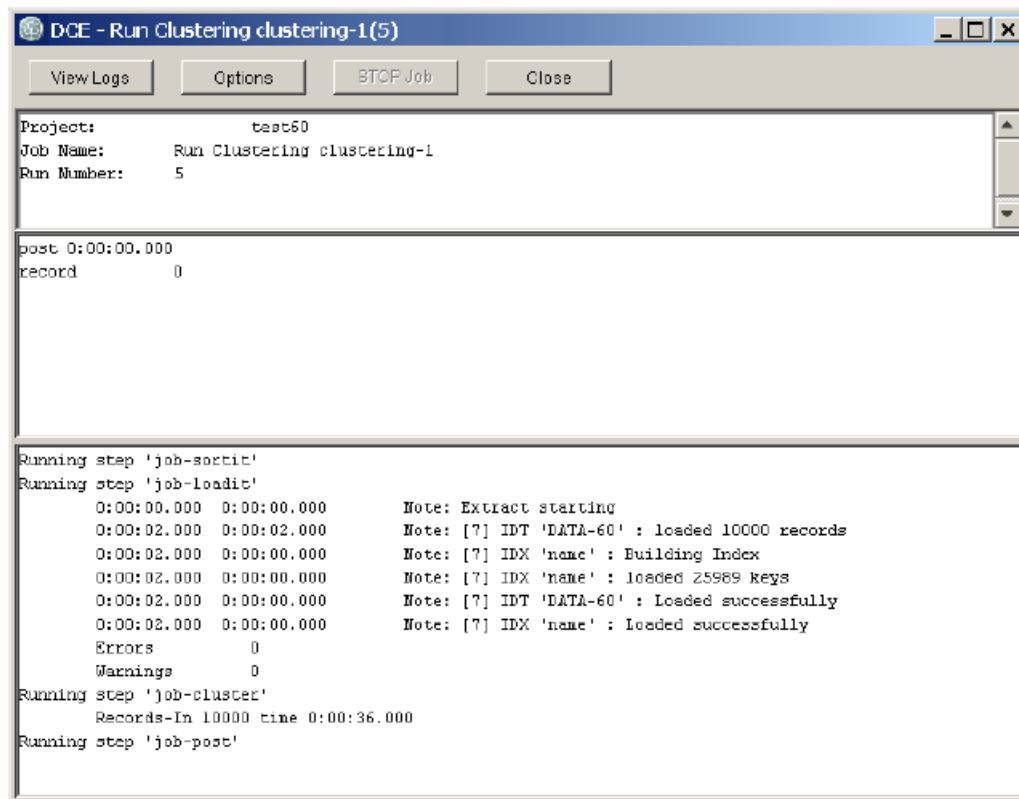 DCE - Run Clustering clustering-1(5)
View Logs Options STOP Job Close
Project: test60
Job Name: Run Clustering clustering-1
Run Number: 5
post 0:00:00.000
record 0
Running step 'job-sortit'
Running step 'job-loadit'
0:00:00.000 0:00:00.000 Note: Extract starting
0:00:02.000 0:00:02.000 Note: [7] IDT 'DATA-60' : loaded 10000 records
0:00:02.000 0:00:00.000 Note: [7] IDX 'name' : Building Index
0:00:02.000 0:00:00.000 Note: [7] IDX 'name' : loaded 25989 keys
0:00:02.000 0:00:00.000 Note: [7] IDT 'DATA-60' : Loaded successfully
0:00:02.000 0:00:00.000 Note: [7] IDX 'name' : Loaded successfully
Errors 0
Warnings 0
Running step 'job-cluster'
Records-In 10000 time 0:00:36.000
Running step 'job-post'